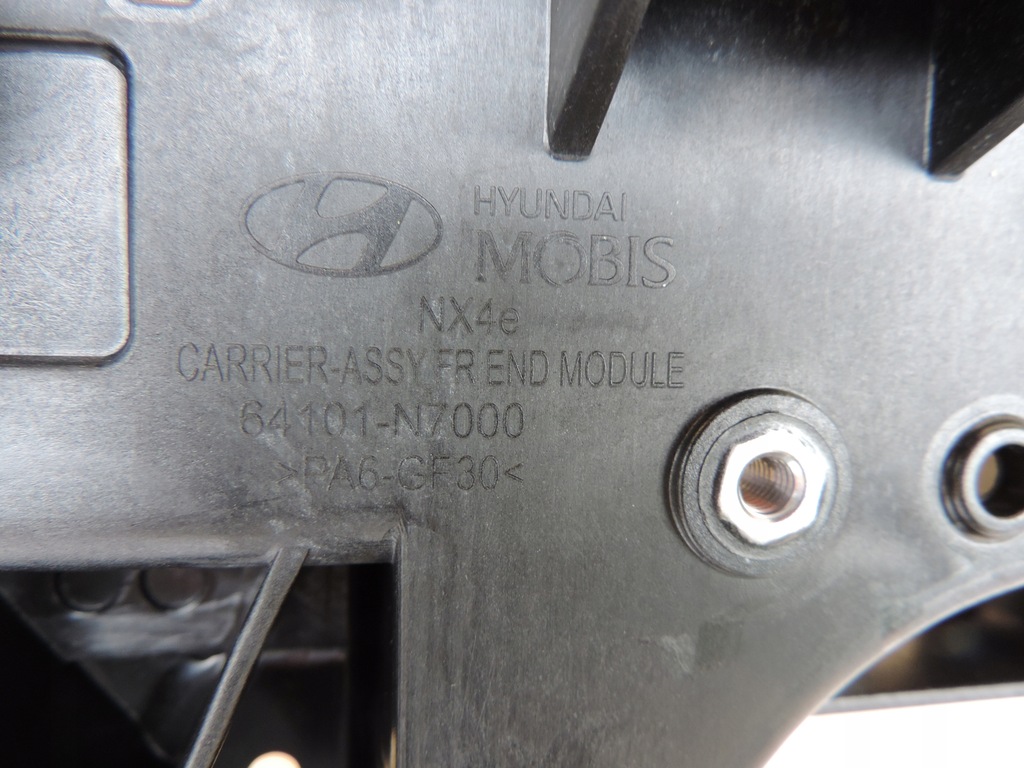 HYUNDAI
MOBIS
NX4e
CARRIER-ASSY FR END MODULE
64101-N7000
>PA6-GF30<